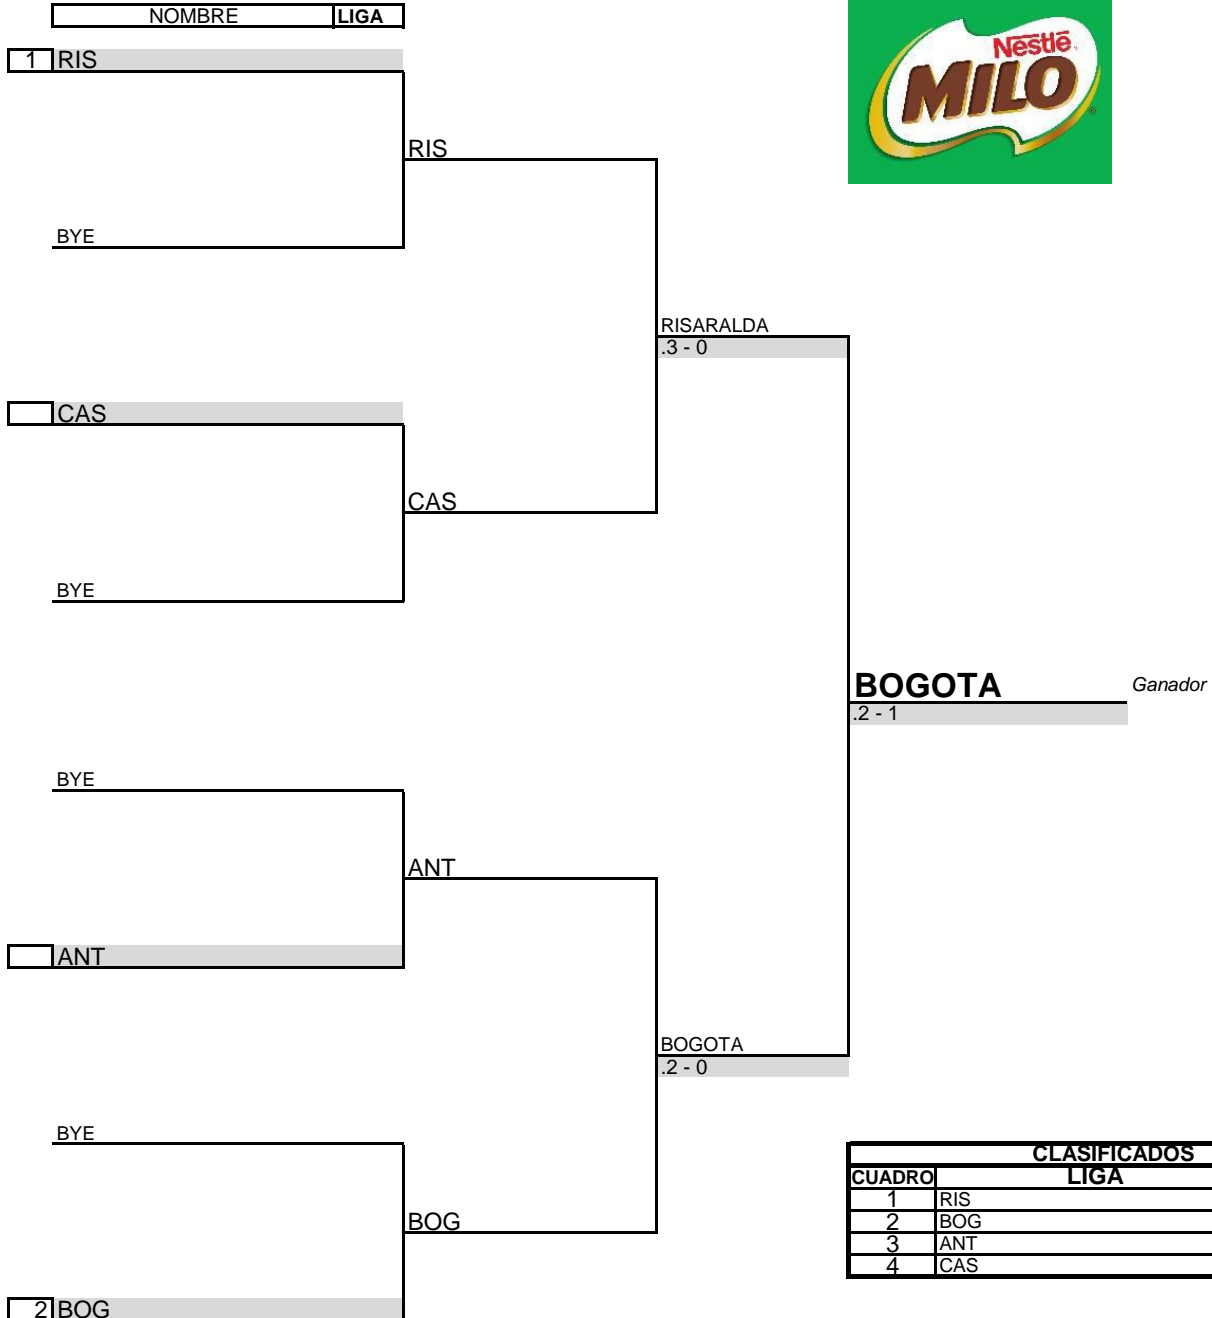 NOMBRE LIGA
Nestlé
MILO
®
1 RIS
RIS
BYE
RISARALDA
.3 - 0
CAS
CAS
BYE
BOGOTA Ganador
.2 - 1
BYE
ANT
ANT
BOGOTA
.2 - 0
BYE
CLASIFICADOS
CUADRO LIGA
1 RIS
2 BOG
3 ANT
4 CAS
BOG
2 BOG